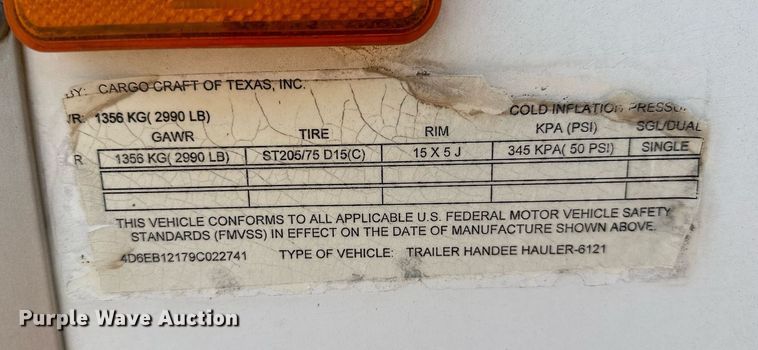 BY: CARGO CRAFT OF TEXAS, INC.
VR: 1356 KG( 2990 LB)
COLD INFLATION PRESSU
GAWR TIRE RIM KPA (PSI) SGL/DUAL
R 1356 KG( 2990 LB) ST205/75 D15(C) 15 X 5 J 345 KPA( 50 PSI) SINGLE
THIS VEHICLE CONFORMS TO ALL APPLICABLE U.S. FEDERAL MOTOR VEHICLE SAFETY
STANDARDS (FMVSS) IN EFFECT ON THE DATE OF MANUFACTURE SHOWN ABOVE.
4D6EB12179C022741 TYPE OF VEHICLE: TRAILER HANDEE HAULER-6121
Purple Wave Auction